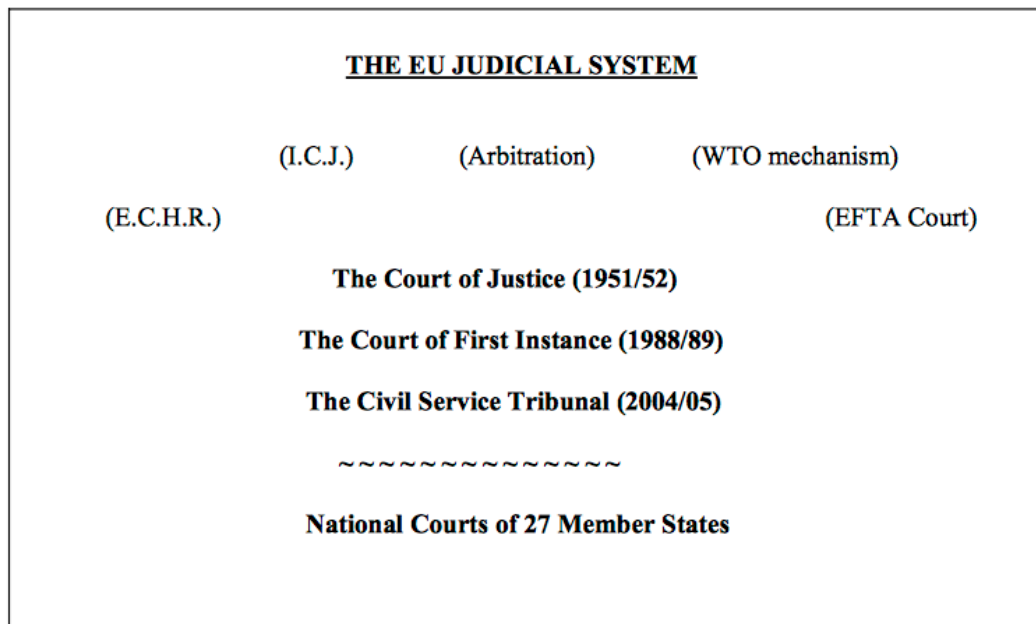 THE EU JUDICIAL SYSTEM
(I.C.J.) (Arbitration) (WTO mechanism)
(E.C.H.R.) (EFTA Court)
The Court of Justice (1951/52)
The Court of First Instance (1988/89)
The Civil Service Tribunal (2004/05)
~~~~~~~~~~~~~~
National Courts of 27 Member States